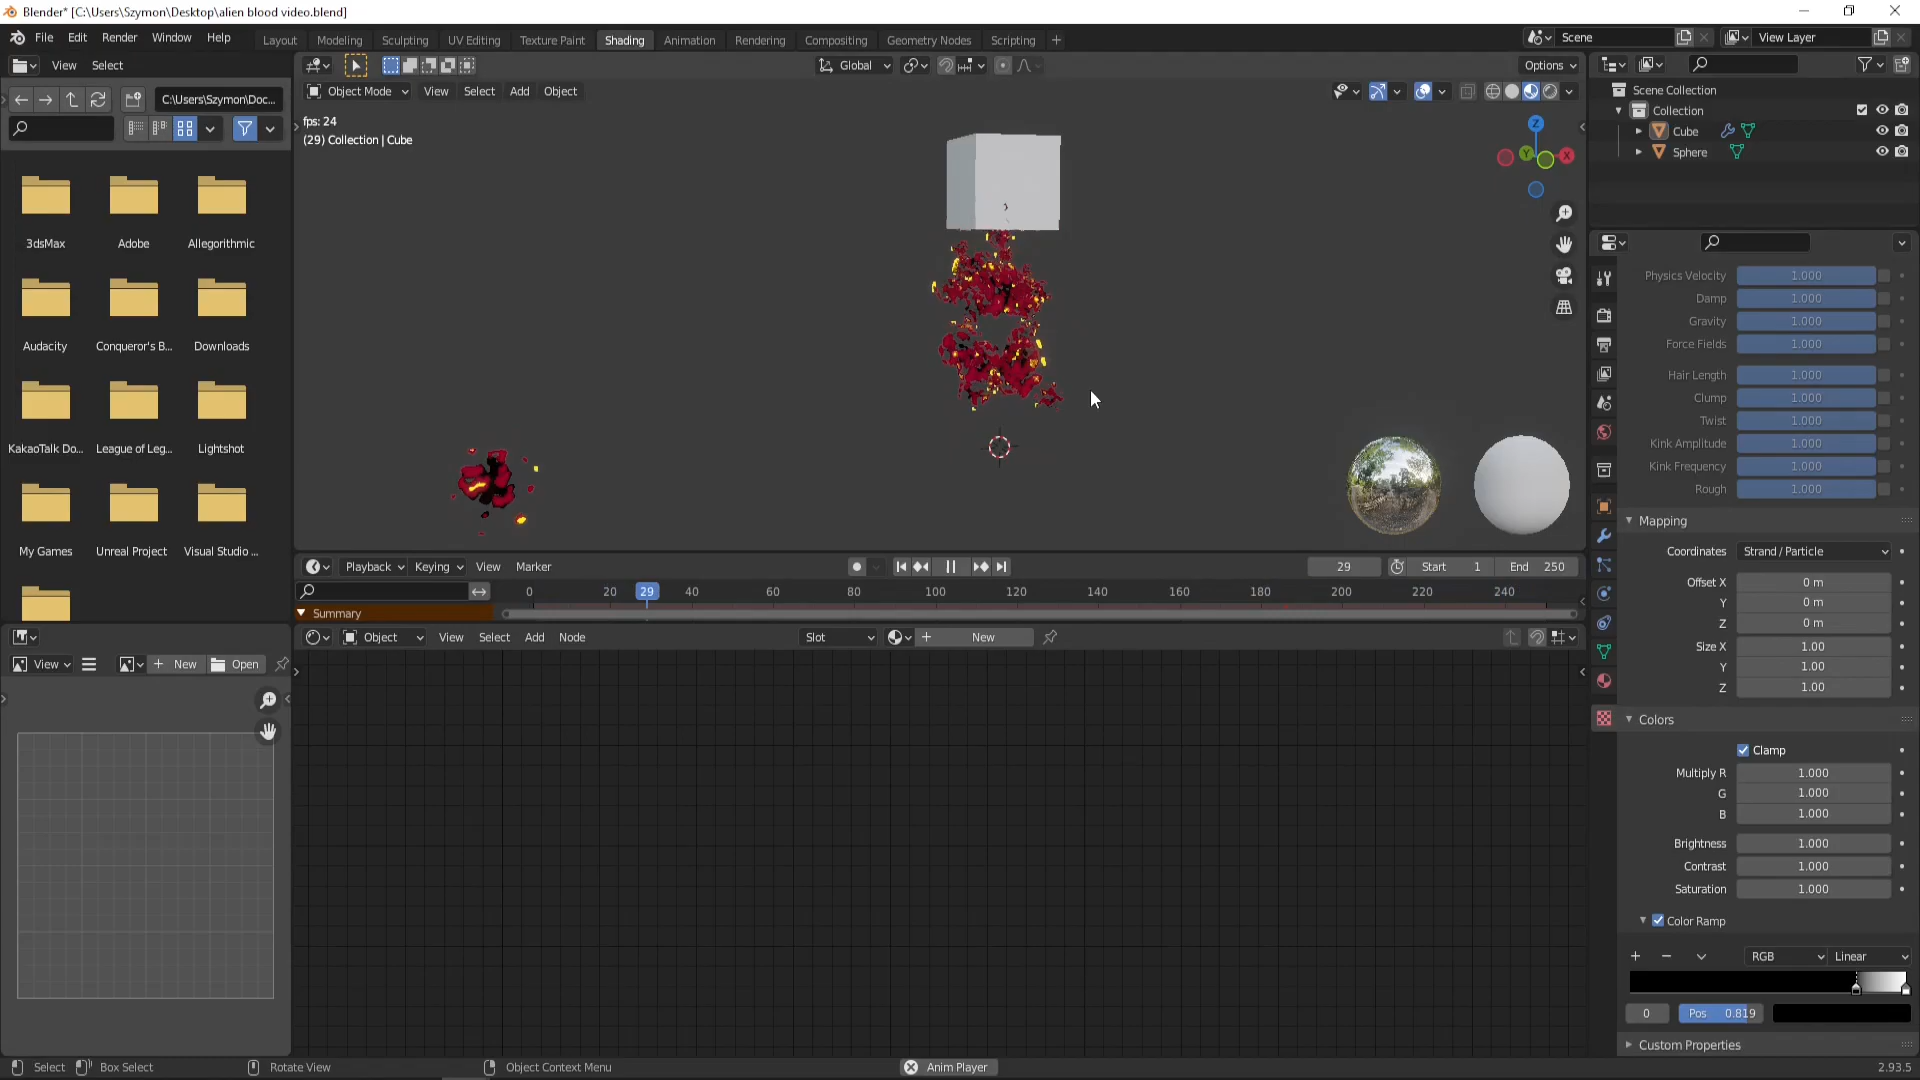 Blender* [C:\Users\Szymon\Desktop\alien blood video.blend]
File Edit Render Window Help
Layout Modeling Sculpting UV Editing Texture Paint Shading Animation Rendering Compositing Geometry Nodes Scripting +
Scene
View Layer
View Select
Global
Options
C:\Users\Szymon\Doc...
Object Mode View Select Add Object
fps: 24
(29) Collection | Cube
Z
Y
X
Scene Collection
Collection
Cube
Sphere
3dsMax Adobe Allegorithmic
Audacity Conqueror's B... Downloads
KakaoTalk Do... League of Leg... Lightshot
My Games Unreal Project Visual Studio ...
Physics Velocity 1.000
Damp 1.000
Gravity 1.000
Force Fields 1.000
Hair Length 1.000
Clump 1.000
Twist 1.000
Kink Amplitude 1.000
Kink Frequency 1.000
Rough 1.000
Mapping
Coordinates Strand / Particle
Offset X 0 m
Y 0 m
Z 0 m
Size X 1.00
Y 1.00
Z 1.00
Colors
Clamp
Multiply R 1.000
G 1.000
B 1.000
Brightness 1.000
Contrast 1.000
Saturation 1.000
Color Ramp
RGB Linear
0 Pos 0.819
Custom Properties
Playback Keying View Marker
29 Start 1 End 250
0 20 29 40 60 80 100 120 140 160 180 200 220 240
Summary
Object View Select Add Node Slot New
View New Open
Select Box Select Rotate View Object Context Menu Anim Player 2.93.5